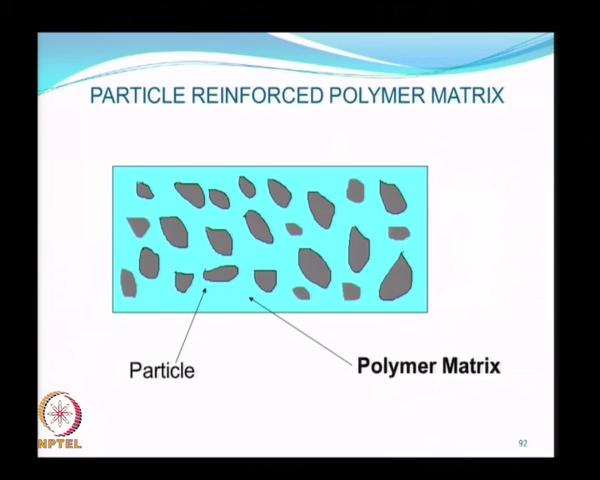 PARTICLE REINFORCED POLYMER MATRIX
Particle
Polymer Matrix
NPTEL
92